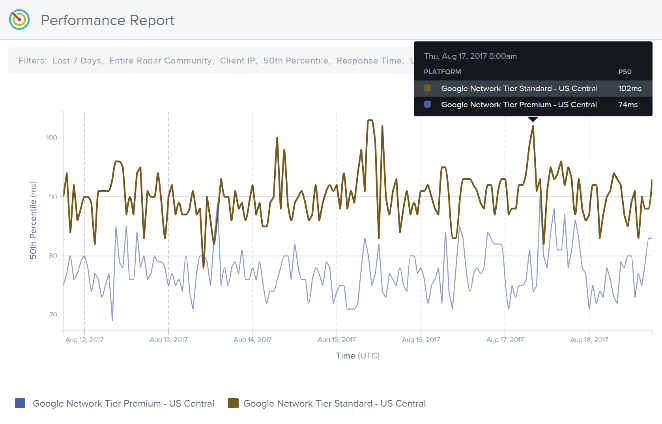 Performance Report
Thu, Aug 17, 2017 8:00am
PLATFORM P50
Google Network Tier Standard - US Central 102ms
Google Network Tier Premium - US Central 74ms
Filters: Last 7 Days, Entire Radar Community, Client IP, 50th Percentile, Response Time,
100
90
80
70
50th Percentile (ms)
Aug 12, 2017 Aug 13, 2017 Aug 14, 2017 Aug 15, 2017 Aug 16, 2017 Aug 17, 2017 Aug 18, 2017
Time (UTC)
Google Network Tier Premium - US Central Google Network Tier Standard - US Central